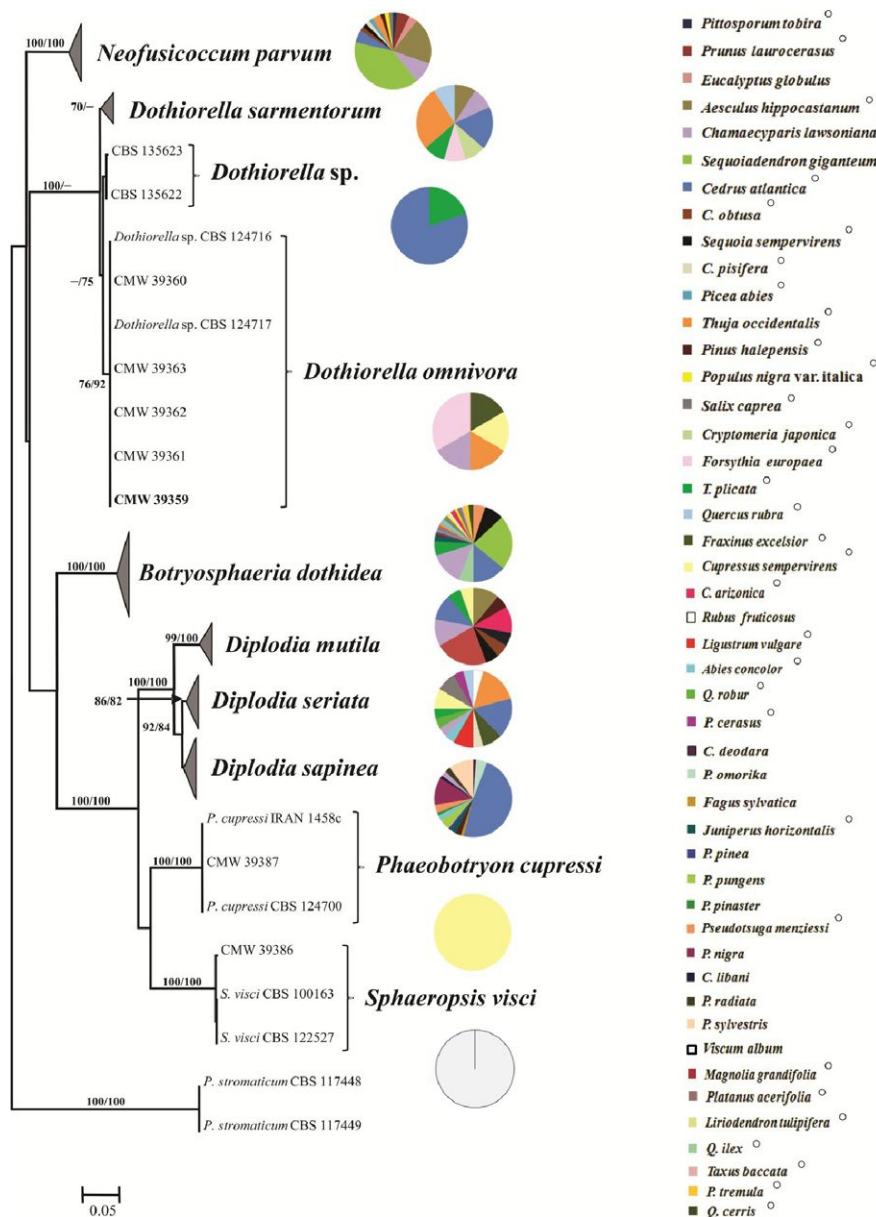 100/100
Neofusicoccum parvum
70/–
Dothiorella sarmentorum
CBS 135623
100/–
Dothiorella sp.
CBS 135622
Dothiorella sp. CBS 124716
–/75
CMW 39360
Dothiorella sp. CBS 124717
CMW 39363
76/92
Dothiorella omnivora
CMW 39362
CMW 39361
CMW 39359
100/100
Botryosphaeria dothidea
99/100
Diplodia mutila
100/100
86/82
Diplodia seriata
92/84
Diplodia sapinea
100/100
P. cupressi IRAN 1458c
100/100
CMW 39387
Phaeobotryon cupressi
P. cupressi CBS 124700
CMW 39386
100/100
S. visci CBS 100163
Sphaeropsis visci
S. visci CBS 122527
P. stromaticum CBS 117448
100/100
P. stromaticum CBS 117449
0.05
Pittosporum tobira
Prunus laurocerasus
Eucalyptus globulus
Aesculus hippocastanum
Chamaecyparis lawsoniana
Sequoiadendron giganteum
Cedrus atlantica
C. obtusa
Sequoia sempervirens
C. pisifera
Picea abies
Thuja occidentalis
Pinus halepensis
Populus nigra var. italica
Salix caprea
Cryptomeria japonica
Forsythia europaea
T. plicata
Quercus rubra
Fraxinus excelsior
Cupressus sempervirens
C. arizonica
Rubus fruticosus
Ligustrum vulgare
Abies concolor
Q. robur
P. cerasus
C. deodara
P. omorika
Fagus sylvatica
Juniperus horizontalis
P. pinea
P. pungens
P. pinaster
Pseudotsuga menziessi
P. nigra
C. libani
P. radiata
P. sylvestris
Viscum album
Magnolia grandifolia
Platanus acerifolia
Liriodendron tulipifera
Q. ilex
Taxus baccata
P. tremula
Q. cerris